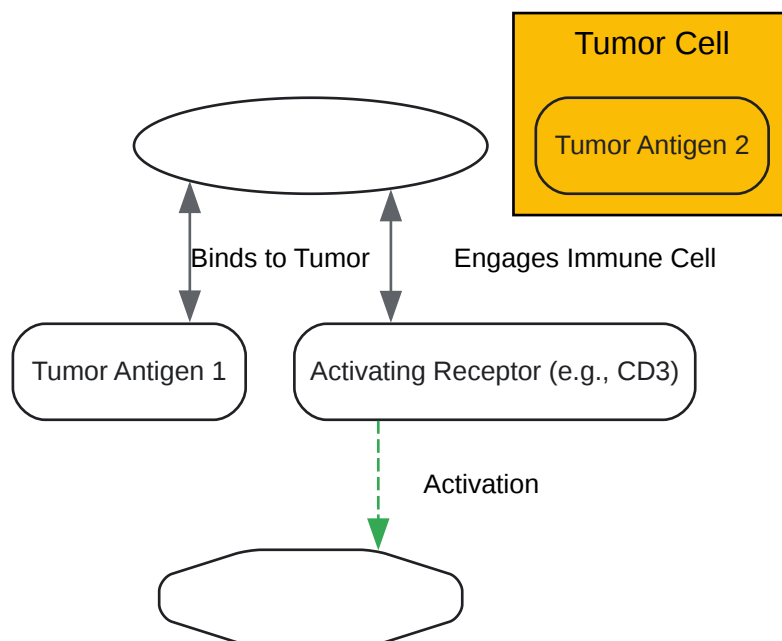 Tumor Cell
Tumor Antigen 2
Binds to Tumor
Engages Immune Cell
Tumor Antigen 1
Activating Receptor (e.g., CD3)
Activation